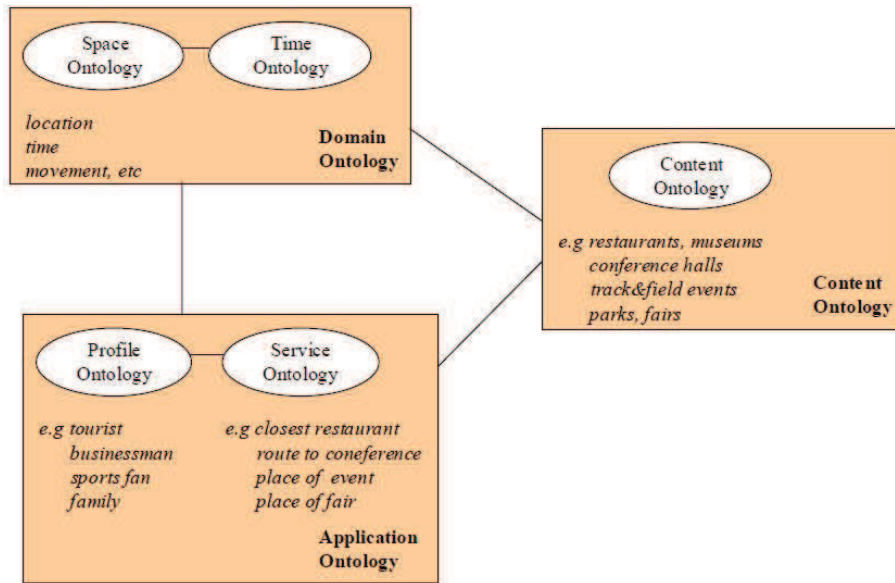 Space
Ontology
Time
Ontology
location
time
movement, etc
Domain
Ontology
Content
Ontology
e.g restaurants, museums
conference halls
track&field events
parks, fairs
Content
Ontology
Profile
Ontology
Service
Ontology
e.g tourist
businessman
sports fan
family
e.g closest restaurant
route to coneference
place of event
place of fair
Application
Ontology